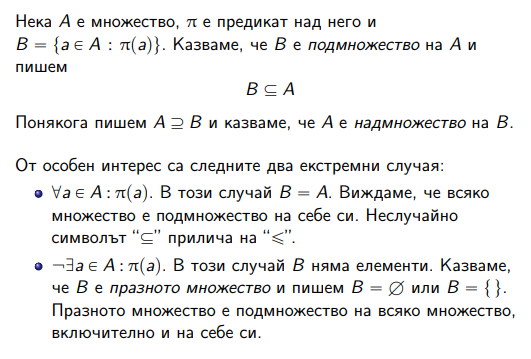 Нека A е множество, π е предикат над него и
B = {a ∈ A : π(a)}. Казваме, че B е подмножество на A и
пишем
B ⊆ A
Понякога пишем A ⊇ B и казваме, че A е надмножество на B.
От особен интерес са следните два екстремни случая:
∀a ∈ A : π(a). В този случай B = A. Виждаме, че всяко
множество е подмножество на себе си. Неслучайно
символът “⊆” прилича на “⩽”.
¬∃a ∈ A : π(a). В този случай B няма елементи. Казваме,
че B е празното множество и пишем B = ∅ или B = { }.
Празното множество е подмножество на всяко множество,
включително и на себе си.